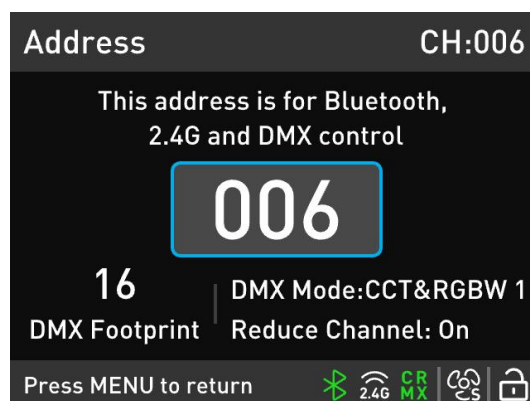 Address CH:006
This address is for Bluetooth,
2.4G and DMX control
006
16
DMX Footprint
DMX Mode:CCT&RGBW 1
Reduce Channel: On
Press MENU to return 2.4G CR MX S